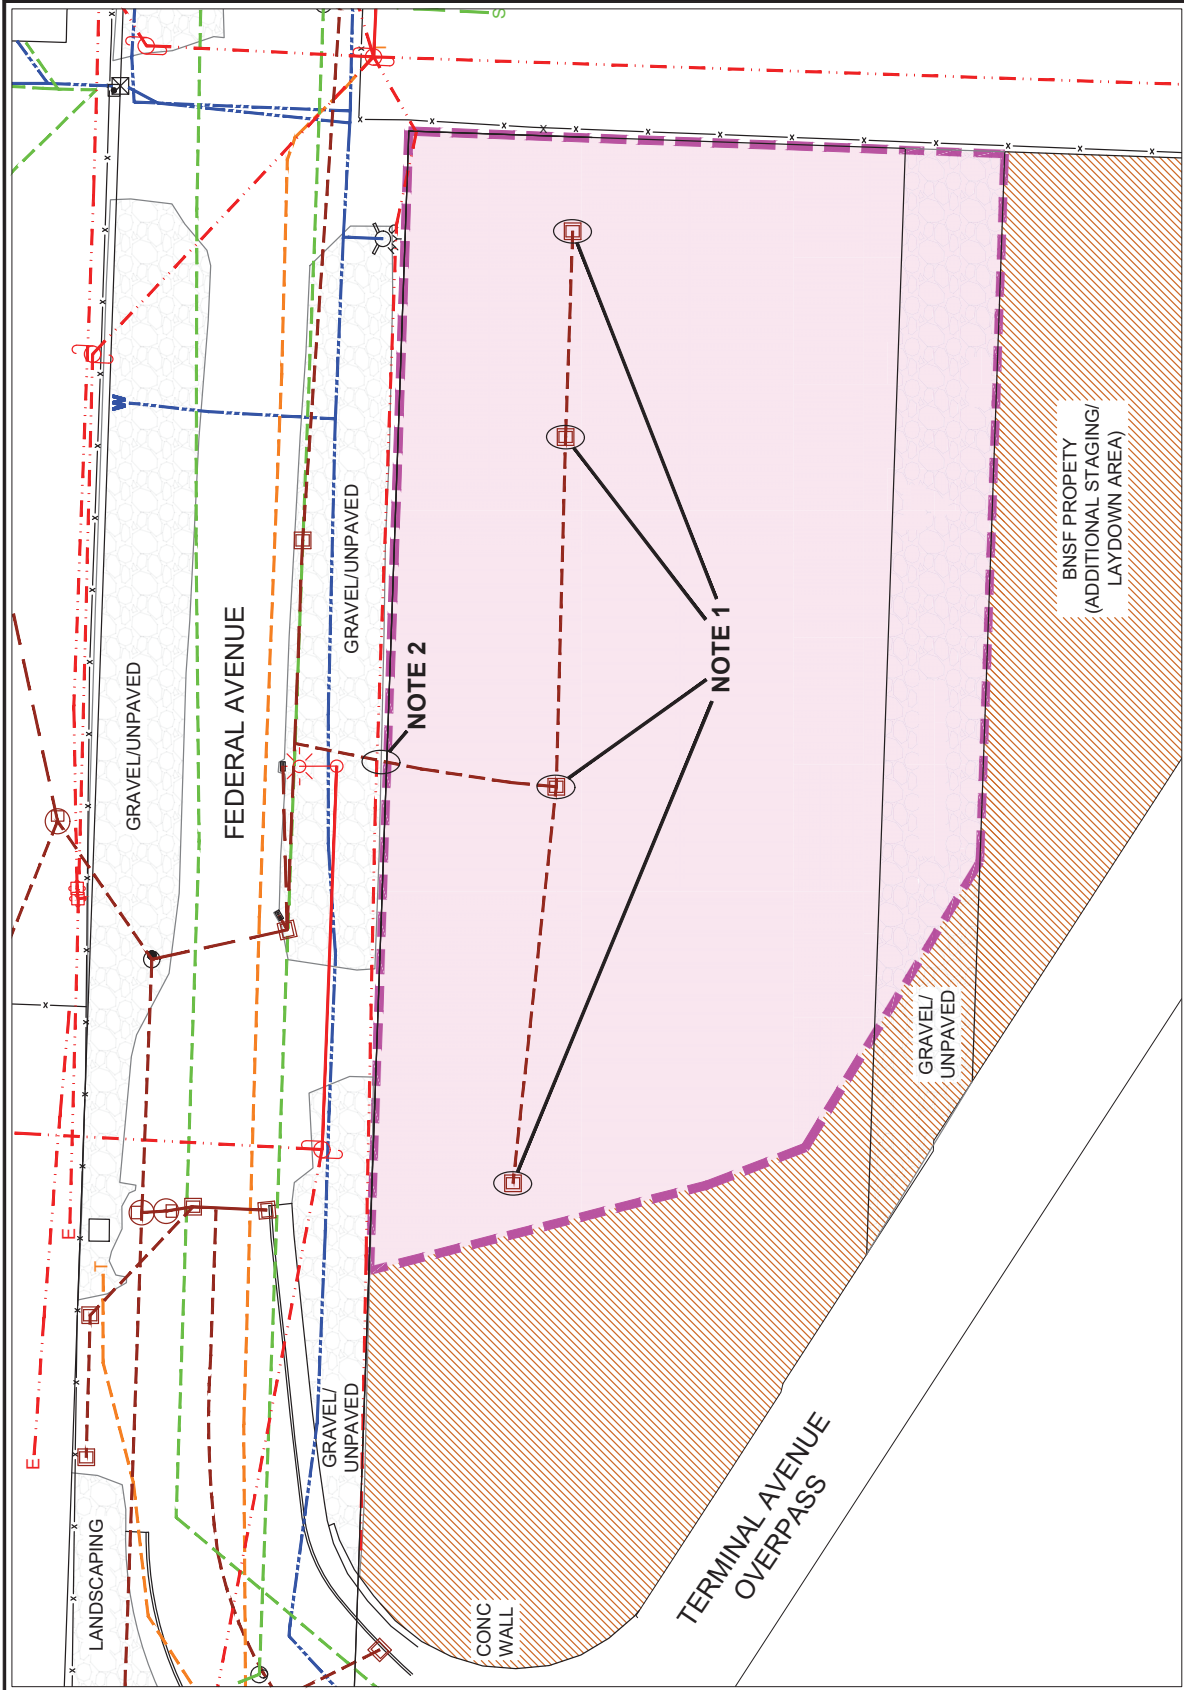 S
W
GRAVEL/UNPAVED
FEDERAL AVENUE
GRAVEL/UNPAVED
NOTE 2
NOTE 1
BNSF PROPETY
(ADDITIONAL STAGING/
LAYDOWN AREA)
GRAVEL/
UNPAVED
E
E
T
GRAVEL/
UNPAVED
LANDSCAPING
CONC
WALL
TERMINAL AVENUE
OVERPASS